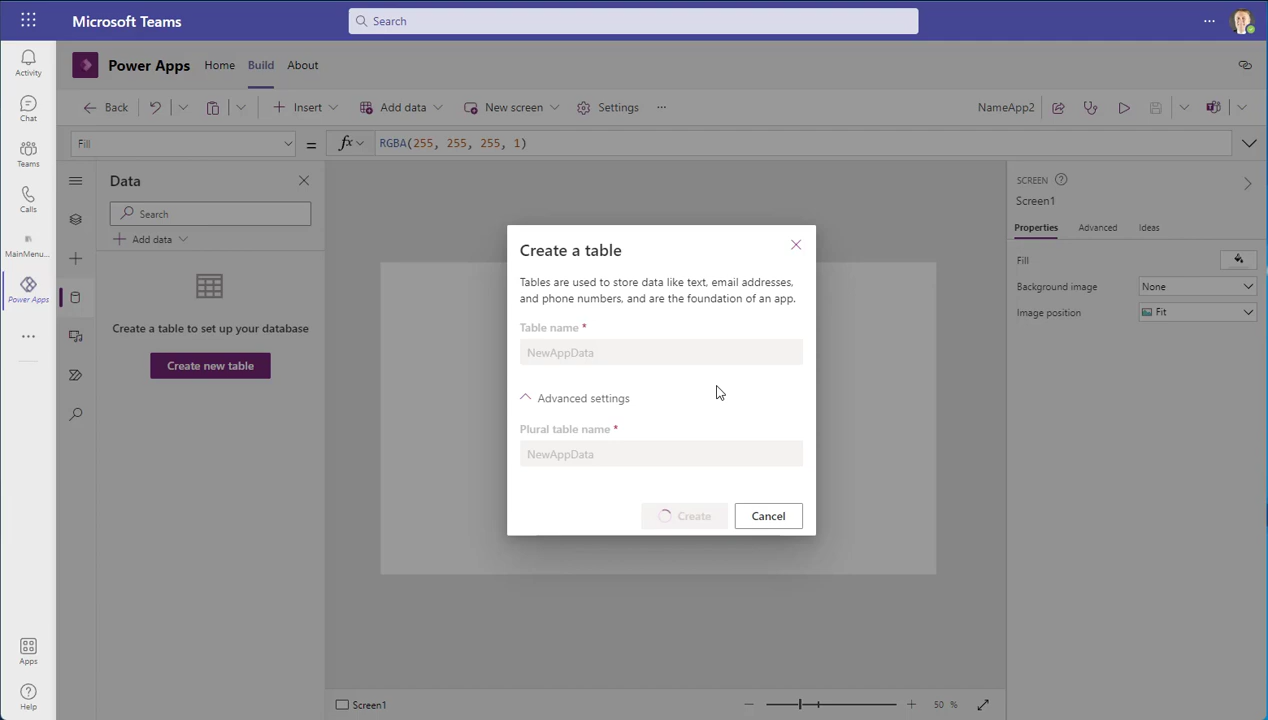 Microsoft Teams
Search
Activity
Chat
Teams
Calls
MainMenu...
Power Apps
Apps
Help
Power Apps
Home
Build
About
Back
Insert
Add data
New screen
Settings
NameApp2
Fill
=
fx
RGBA(255, 255, 255, 1)
Data
Search
Add data
Create a table to set up your database
Create new table
Create a table
Tables are used to store data like text, email addresses,
and phone numbers, and are the foundation of an app.
Table name *
NewAppData
Advanced settings
Plural table name *
NewAppData
Create
Cancel
SCREEN
Screen1
Properties
Advanced
Ideas
Fill
Background image
None
Image position
Fit
Screen1
50 %